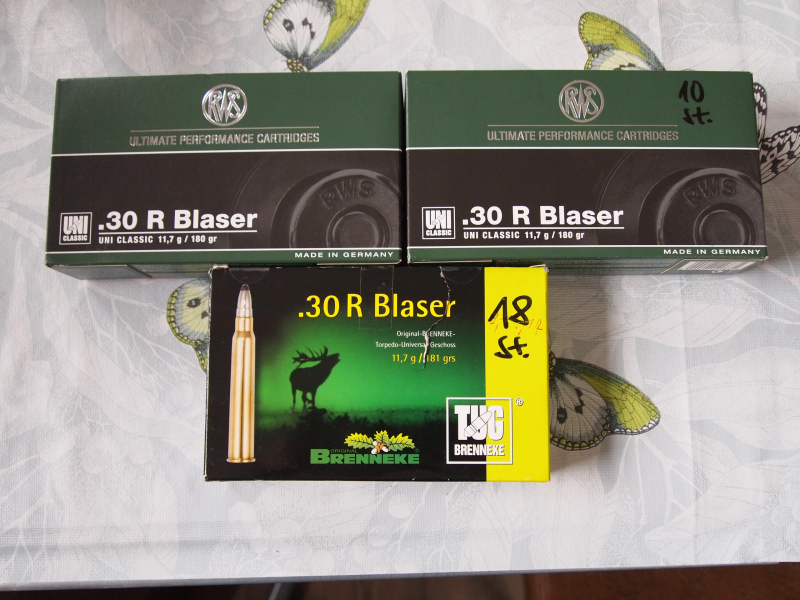 RWS
ULTIMATE PERFORMANCE CARTRIDGES
RWS
UNI
CLASSIC
.30 R Blaser
UNI CLASSIC 11,7 g / 180 gr
MADE IN GERMANY
RWS
10
St.
ULTIMATE PERFORMANCE CARTRIDGES
RWS
UNI
CLASSIC
.30 R Blaser
UNI CLASSIC 11,7 g / 180 gr
MADE IN GERMANY
.30 R Blaser
Original-BRENNEKE-
Torpedo-Universal Geschoss
11,7 g / 181 grs
18
St.
TUG
BRENNEKE
®
ORIGINAL
BRENNEKE